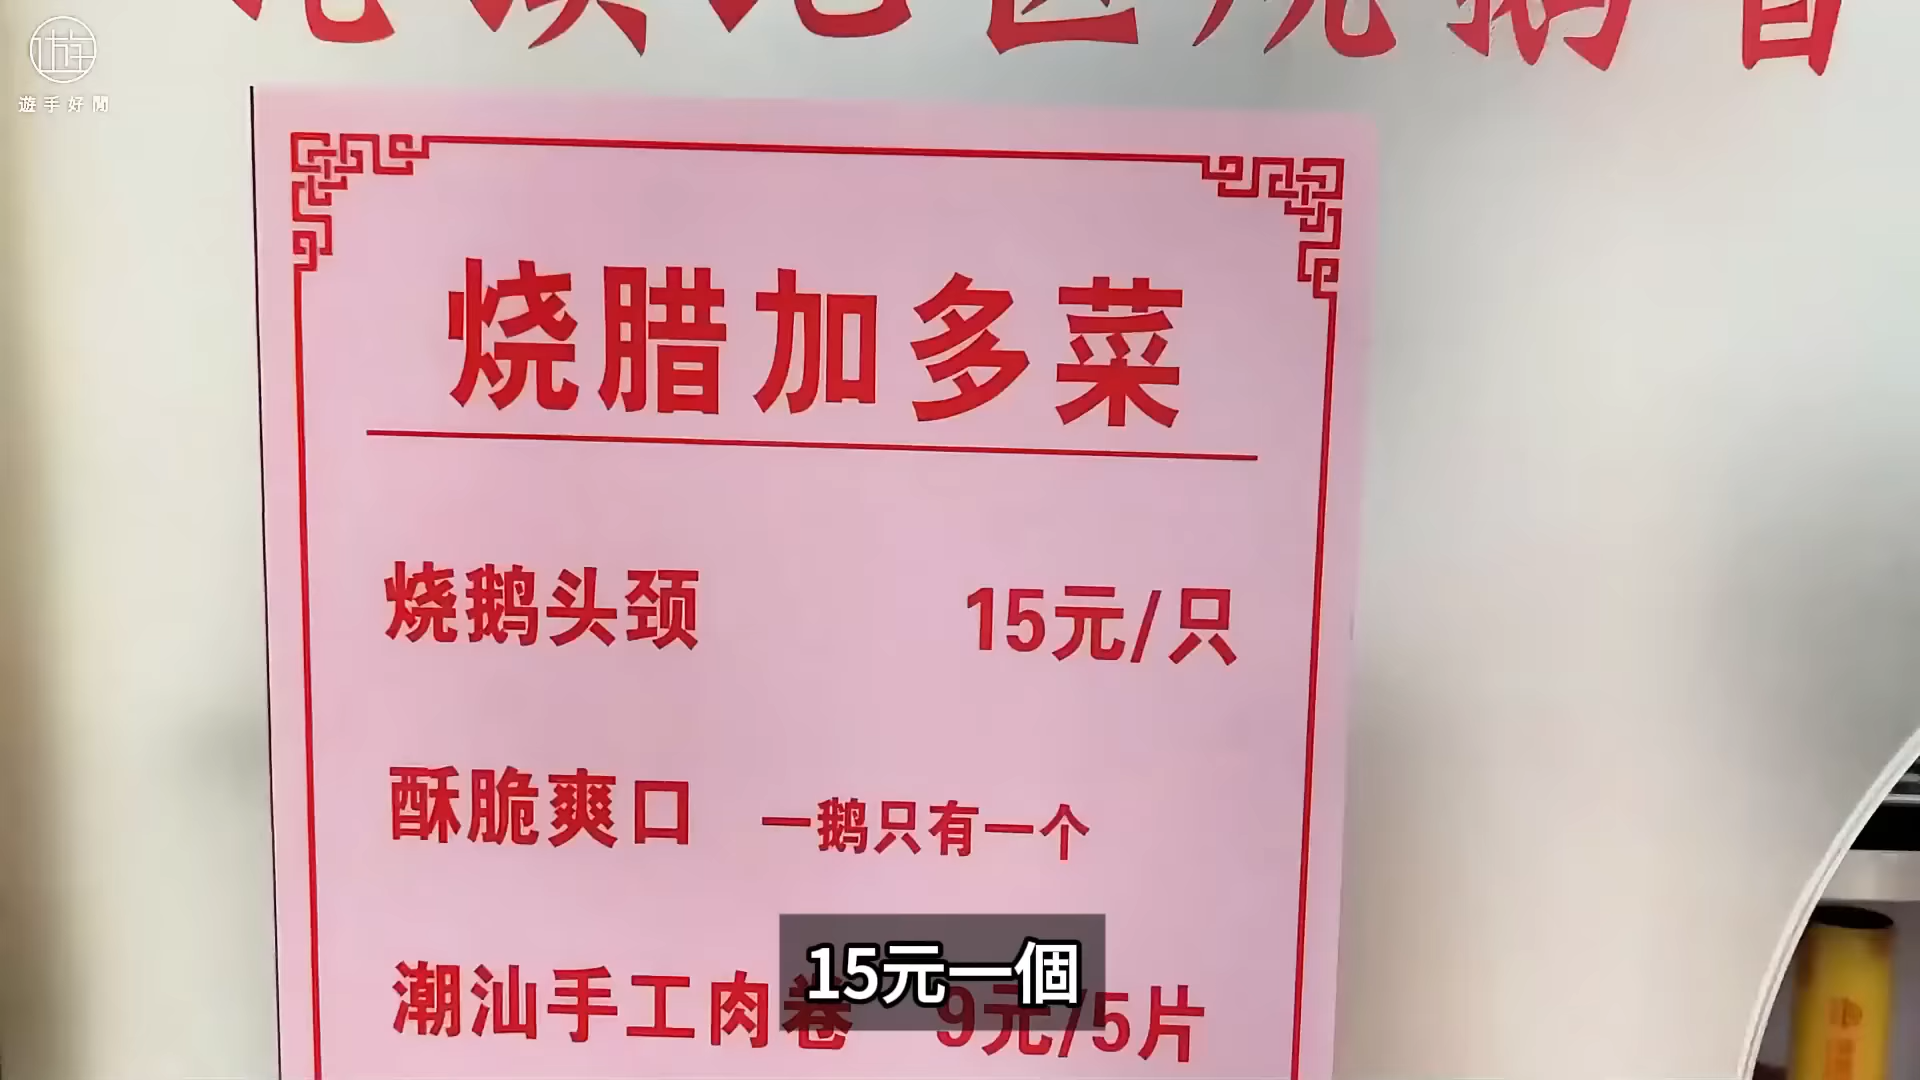 遊手好閒
烧腊加多菜
烧鹅头颈 15元/只
酥脆爽口 一鹅只有一个
潮汕手工肉卷 9元/5片
15元一個